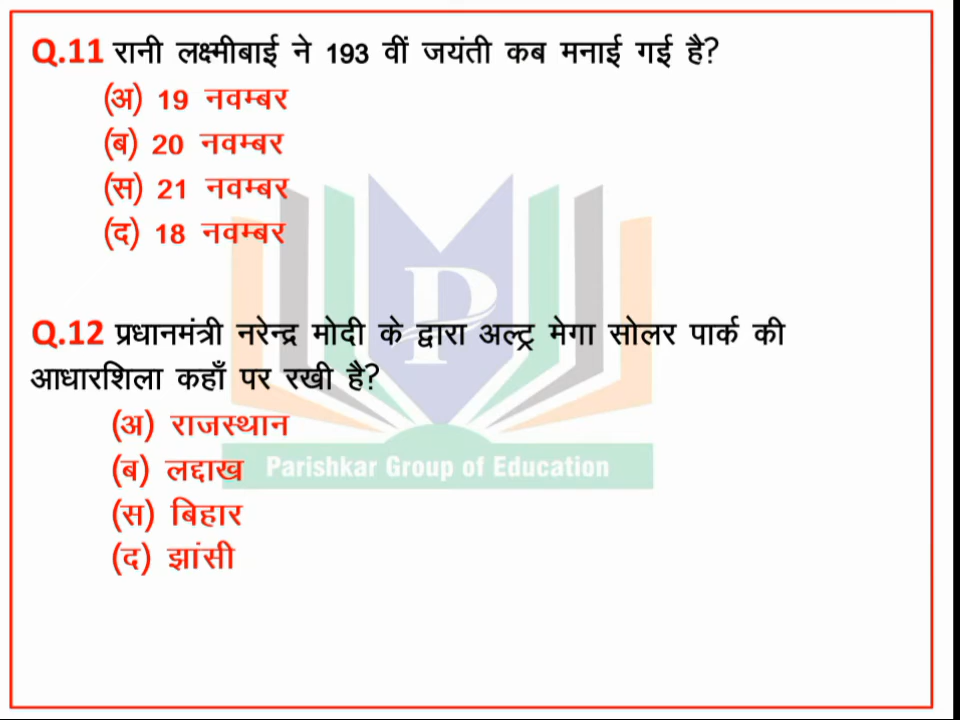 Q.11 रानी लक्ष्मीबाई ने 193 वीं जयंती कब मनाई गई है?
(अ) 19 नवम्बर
(ब) 20 नवम्बर
(स) 21 नवम्बर
(द) 18 नवम्बर
P
Q.12 प्रधानमंत्री नरेन्द्र मोदी के द्वारा अल्ट्र मेगा सोलर पार्क की
आधारशिला कहाँ पर रखी है?
(अ) राजस्थान
(ब) लद्दाख
Parishkar Group of Education
(स) बिहार
(द) झांसी